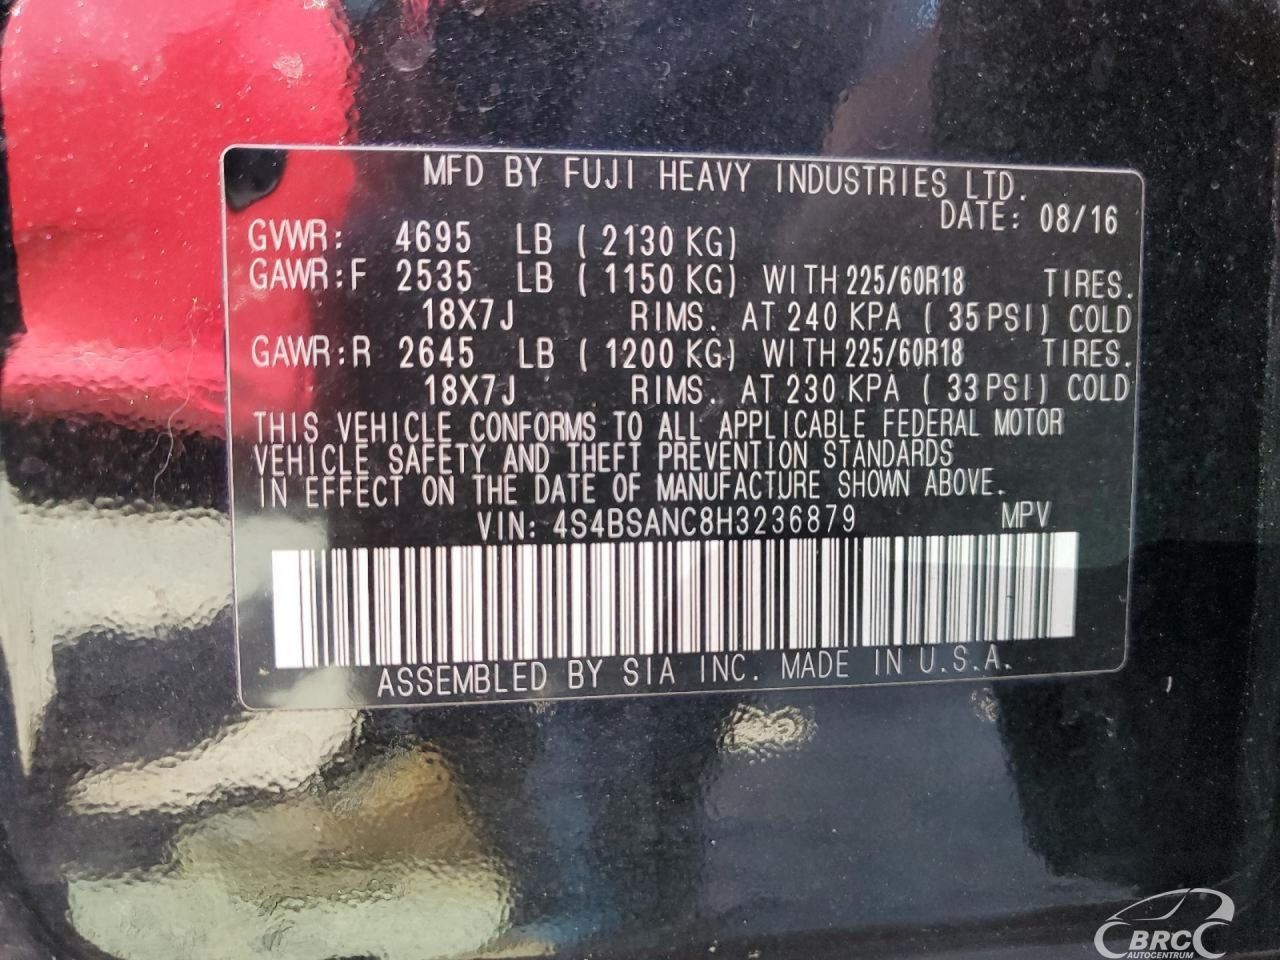 MFD BY FUJI HEAVY INDUSTRIES LTD.
DATE: 08/16
GVWR: 4695 LB ( 2130 KG)
GAWR:F 2535 LB ( 1150 KG) WITH 225/60R18 TIRES.
18X7J RIMS. AT 240 KPA ( 35 PSI) COLD
GAWR:R 2645 LB ( 1200 KG) WITH 225/60R18 TIRES.
18X7J RIMS. AT 230 KPA ( 33 PSI) COLD
THIS VEHICLE CONFORMS TO ALL APPLICABLE FEDERAL MOTOR
VEHICLE SAFETY AND THEFT PREVENTION STANDARDS
IN EFFECT ON THE DATE OF MANUFACTURE SHOWN ABOVE.
VIN: 4S4BSANC8H3236879 MPV
ASSEMBLED BY SIA INC. MADE IN U.S.A.
BRC
AUTOCENTRUM